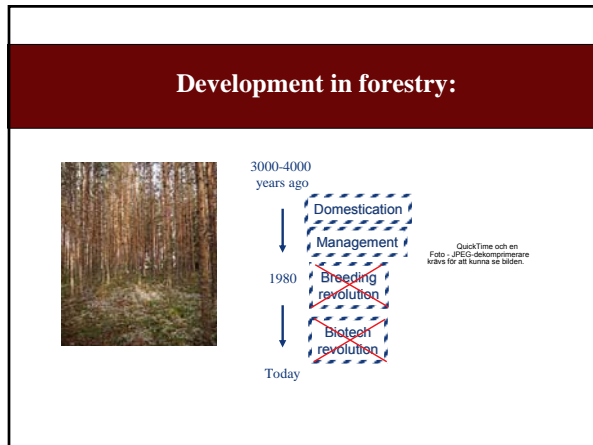 Development in forestry:
3000-4000
years ago
Domestication
Management
QuickTime och en
Foto - JPEG-dekomprimerare
krävs för att kunna se bilden.
1980
Breeding
revolution
Biotech
revolution
Today